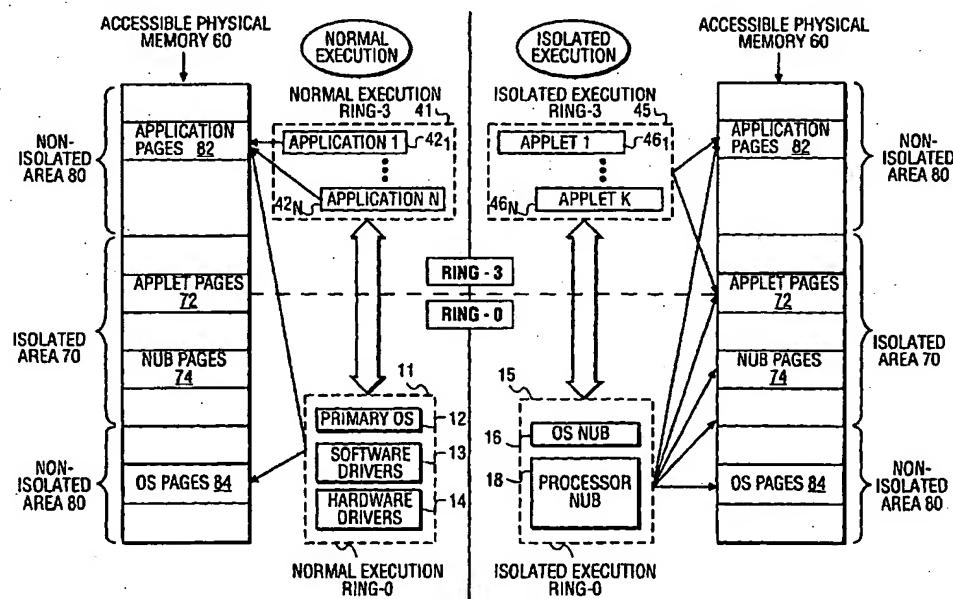 ACCESSIBLE PHYSICAL
MEMORY 60
NORMAL
EXECUTION
ISOLATED
EXECUTION
ACCESSIBLE PHYSICAL
MEMORY 60
NORMAL EXECUTION
RING-3 41
ISOLATED EXECUTION
RING-3 45
NON-
ISOLATED
AREA 80
APPLICATION
PAGES 82
APPLICATION 1
42₁
42N
APPLICATION N
APPLET 1
46₁
46N
APPLET K
APPLICATION
PAGES 82
NON-
ISOLATED
AREA 80
RING - 3
RING - 0
ISOLATED
AREA 70
APPLET PAGES
72
NUB PAGES
74
APPLET PAGES
72
NUB PAGES
74
ISOLATED
AREA 70
11
PRIMARY OS
12
SOFTWARE
DRIVERS
13
HARDWARE
DRIVERS
14
15
16
OS NUB
18
PROCESSOR
NUB
NON-
ISOLATED
AREA 80
OS PAGES 84
OS PAGES 84
NON-
ISOLATED
AREA 80
NORMAL EXECUTION
RING-0
ISOLATED EXECUTION
RING-0